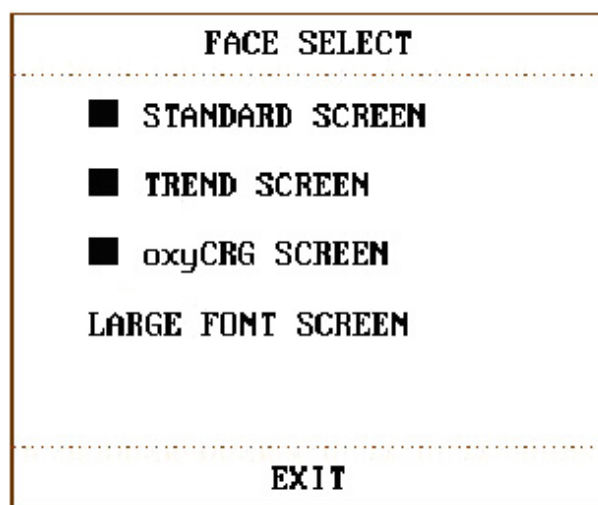 FACE SELECT
STANDARD SCREEN
TREND SCREEN
oxyCRG SCREEN
LARGE FONT SCREEN
EXIT